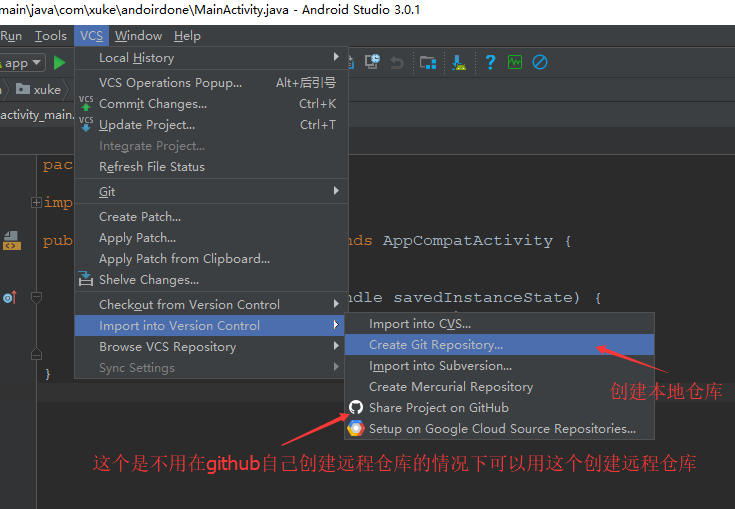 main\java\com\xuke\andoirdone\MainActivity.java - Android Studio 3.0.1
Run Tools VCS Window Help
app
Local History
xuke
VCS Operations Popup... Alt+后引号
activity_main.
VCS Commit Changes... Ctrl+K
VCS Update Project... Ctrl+T
Integrate Project...
pac
Refresh File Status
imp
Git
Create Patch...
pub nds AppCompatActivity {
Apply Patch...
Apply Patch from Clipboard...
Shelve Changes...
ndle savedInstanceState) {
Checkout from Version Control
Import into Version Control
Import into CVS...
Browse VCS Repository
Create Git Repository...
Sync Settings
Import into Subversion...
}
Create Mercurial Repository
创建本地仓库
Share Project on GitHub
Setup on Google Cloud Source Repositories...
这个是不用在github自己创建远程仓库的情况下可以用这个创建远程仓库